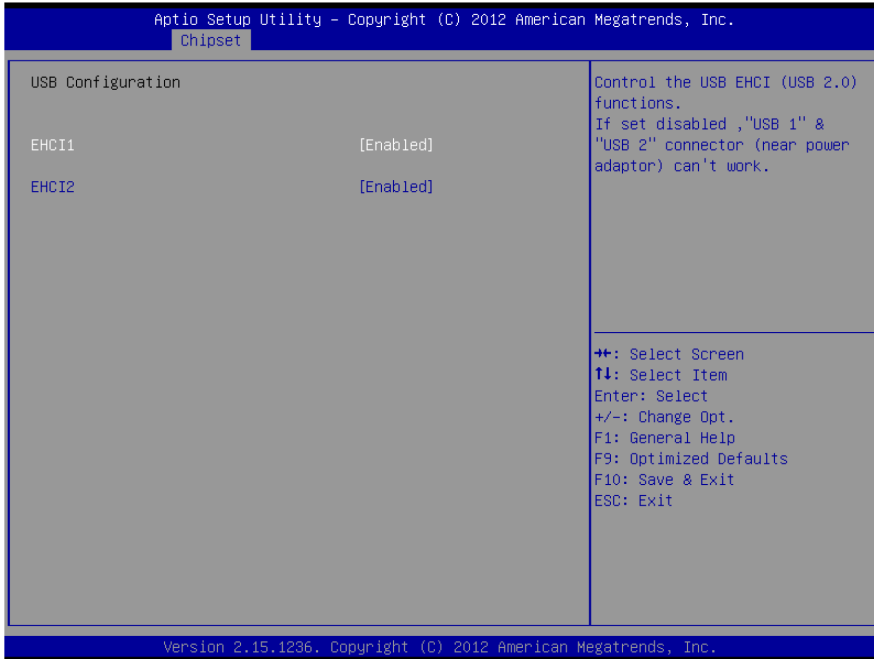 Aptio Setup Utility – Copyright (C) 2012 American Megatrends, Inc.
Chipset
USB Configuration
EHCI1 [Enabled]
EHCI2 [Enabled]
Control the USB EHCI (USB 2.0)
functions.
If set disabled ,"USB 1" &
"USB 2" connector (near power
adaptor) can't work.
→←: Select Screen
↑↓: Select Item
Enter: Select
+/-: Change Opt.
F1: General Help
F9: Optimized Defaults
F10: Save & Exit
ESC: Exit
Version 2.15.1236. Copyright (C) 2012 American Megatrends, Inc.